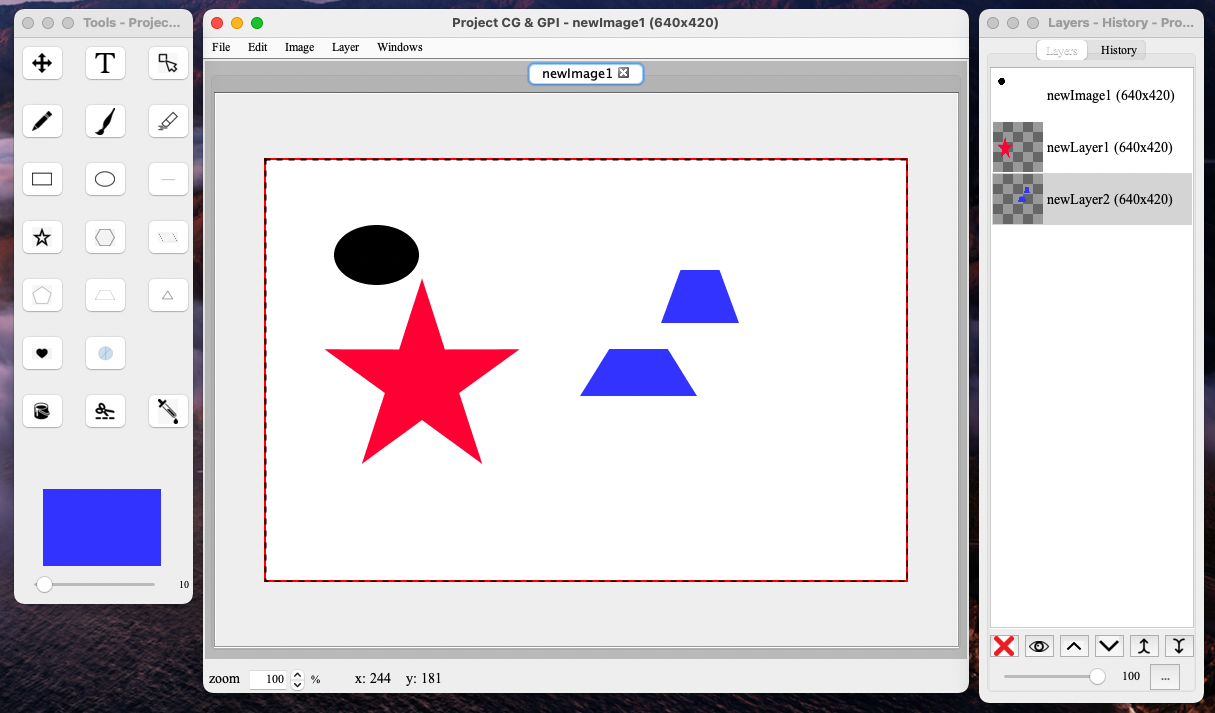 Tools - Projec...
T
10
Project CG & GPI - newImage1 (640x420)
File Edit Image Layer Windows
newImage1
zoom 100 % x: 244 y: 181
Layers - History - Pro...
Layers History
newImage1 (640x420)
newLayer1 (640x420)
newLayer2 (640x420)
100 ...